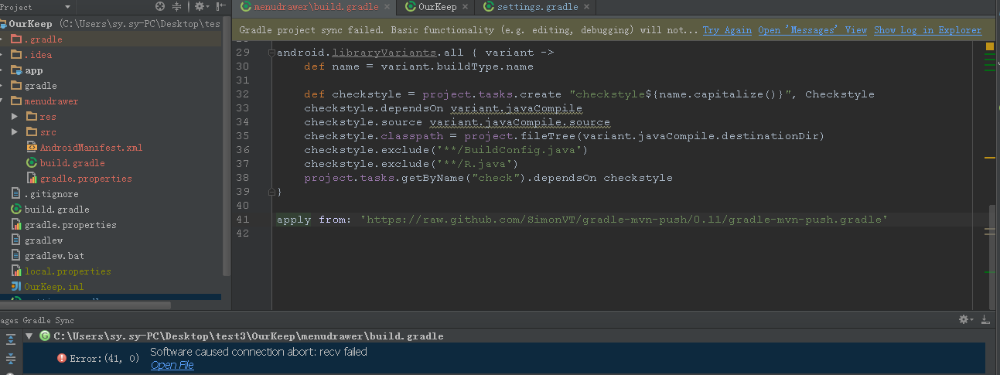 Project
menudrawer\build.gradle
OurKeep
settings.gradle
OurKeep (C:\Users\sy.sy-PC\Desktop\tes
.gradle
.idea
app
gradle
menudrawer
res
src
AndroidManifest.xml
build.gradle
gradle.properties
.gitignore
build.gradle
gradle.properties
gradlew
gradlew.bat
local.properties
OurKeep.iml
Gradle project sync failed. Basic functionality (e.g. editing, debugging) will not... Try Again Open 'Messages' View Show Log in Explorer
29 android.libraryVariants.all { variant ->
30 def name = variant.buildType.name
31
32 def checkstyle = project.tasks.create "checkstyle${name.capitalize()}", Checkstyle
33 checkstyle.dependsOn variant.javaCompile
34 checkstyle.source variant.javaCompile.source
35 checkstyle.classpath = project.fileTree(variant.javaCompile.destinationDir)
36 checkstyle.exclude('**/BuildConfig.java')
37 checkstyle.exclude('**/R.java')
38 project.tasks.getByName("check").dependsOn checkstyle
39 }
40
41 apply from: 'https://raw.github.com/SimonVT/gradle-mvn-push/0.11/gradle-mvn-push.gradle'
42
ages Gradle Sync
C:\Users\sy.sy-PC\Desktop\test3\OurKeep\menudrawer\build.gradle
Error:(41, 0) Software caused connection abort: recv failed
Open File